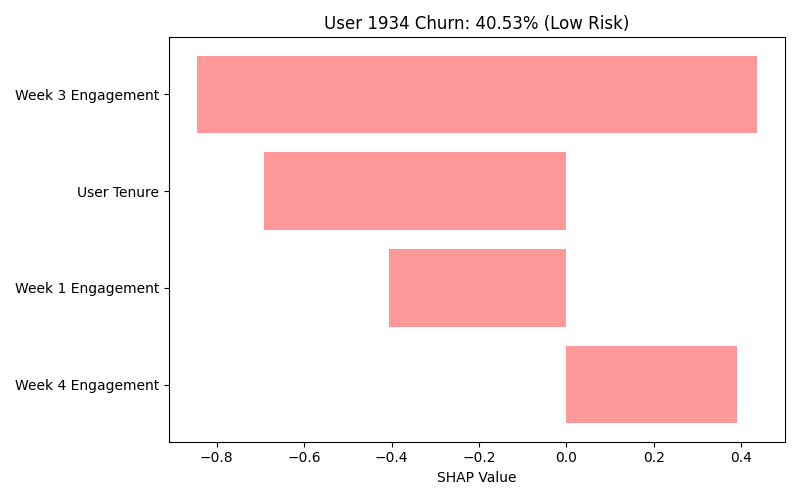 User 1934 Churn: 40.53% (Low Risk)
Week 3 Engagement
User Tenure
Week 1 Engagement
Week 4 Engagement
−0.8 −0.6 −0.4 −0.2 0.0 0.2 0.4
SHAP Value